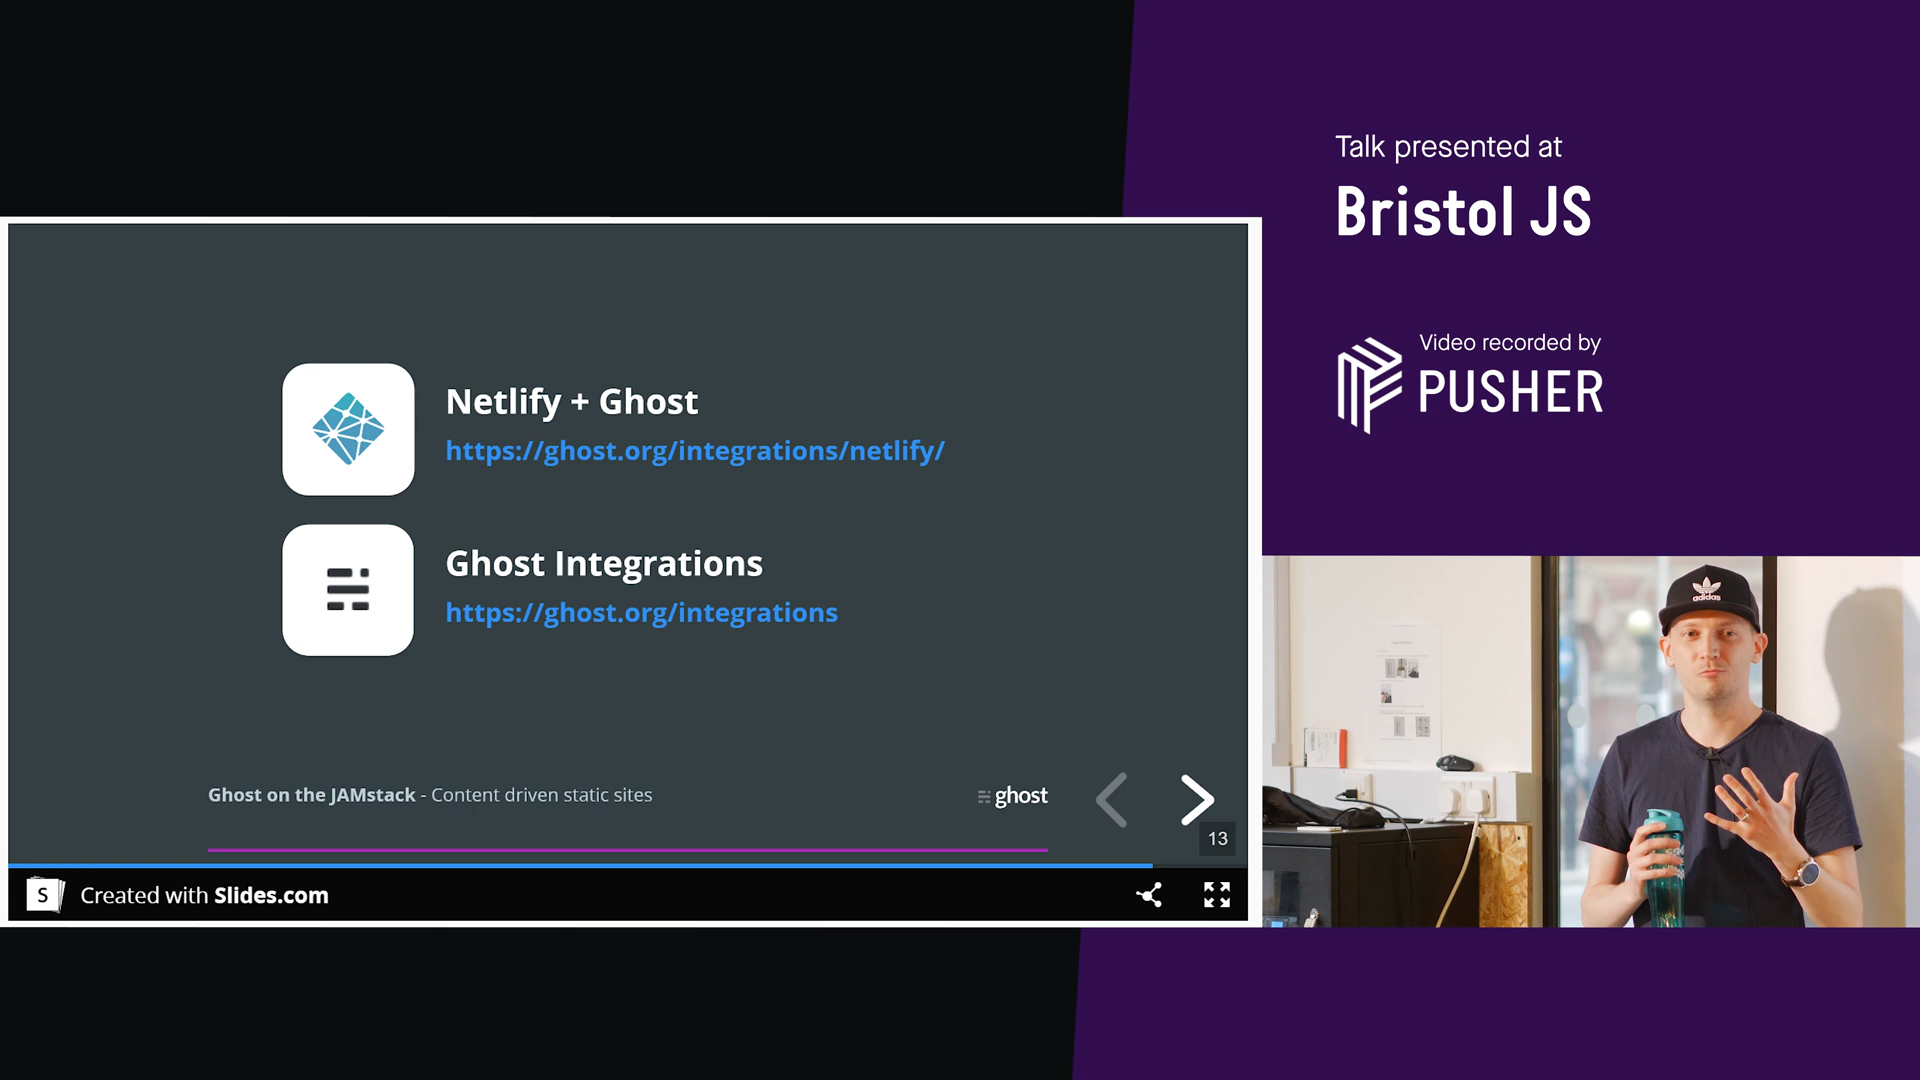 Talk presented at
Bristol JS
Video recorded by
PUSHER
Netlify + Ghost
https://ghost.org/integrations/netlify/
Ghost Integrations
https://ghost.org/integrations
Ghost on the JAMstack - Content driven static sites
ghost
13
S
Created with Slides.com
adidas